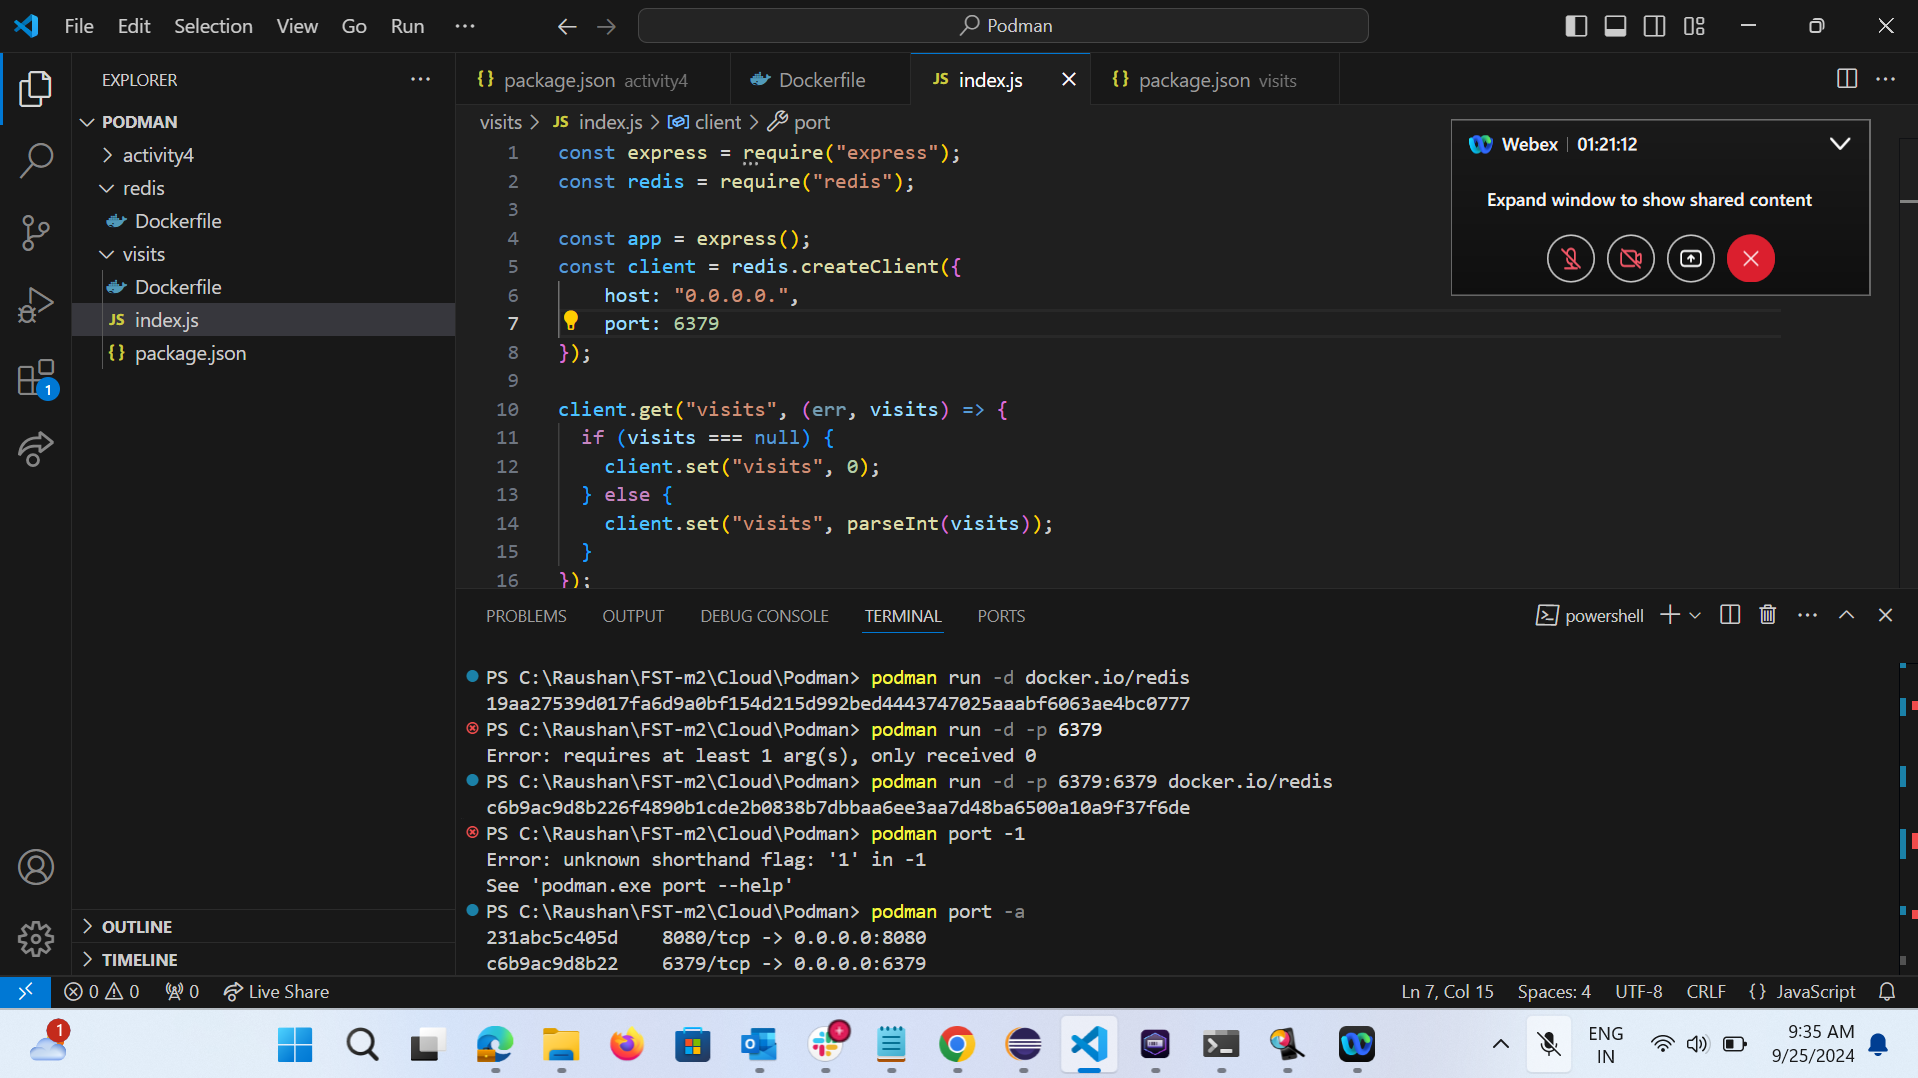 File Edit Selection View Go Run ...
Podman
EXPLORER
PODMAN
activity4
redis
Dockerfile
visits
Dockerfile
JS index.js
{} package.json
1
OUTLINE
TIMELINE
{} package.json activity4
Dockerfile
JS index.js
{} package.json visits
visits > JS index.js > client > port
1 const express = require("express");
2 const redis = require("redis");
3
4 const app = express();
5 const client = redis.createClient({
6 host: "0.0.0.0.",
7 port: 6379
8 });
9
10 client.get("visits", (err, visits) => {
11 if (visits === null) {
12 client.set("visits", 0);
13 } else {
14 client.set("visits", parseInt(visits));
15 }
16 });
Webex | 01:21:12
Expand window to show shared content
PROBLEMS OUTPUT DEBUG CONSOLE TERMINAL PORTS
powershell
PS C:\Raushan\FST-m2\Cloud\Podman> podman run -d docker.io/redis
19aa27539d017fa6d9a0bf154d215d992bed4443747025aaabf6063ae4bc0777
PS C:\Raushan\FST-m2\Cloud\Podman> podman run -d -p 6379
Error: requires at least 1 arg(s), only received 0
PS C:\Raushan\FST-m2\Cloud\Podman> podman run -d -p 6379:6379 docker.io/redis
c6b9ac9d8b226f4890b1cde2b0838b7dbbaa6ee3aa7d48ba6500a10a9f37f6de
PS C:\Raushan\FST-m2\Cloud\Podman> podman port -1
Error: unknown shorthand flag: '1' in -1
See 'podman.exe port --help'
PS C:\Raushan\FST-m2\Cloud\Podman> podman port -a
231abc5c405d 8080/tcp -> 0.0.0.0:8080
c6b9ac9d8b22 6379/tcp -> 0.0.0.0:6379
0 0 0 Live Share
Ln 7, Col 15 Spaces: 4 UTF-8 CRLF {} JavaScript
1
ENG
IN
9:35 AM
9/25/2024